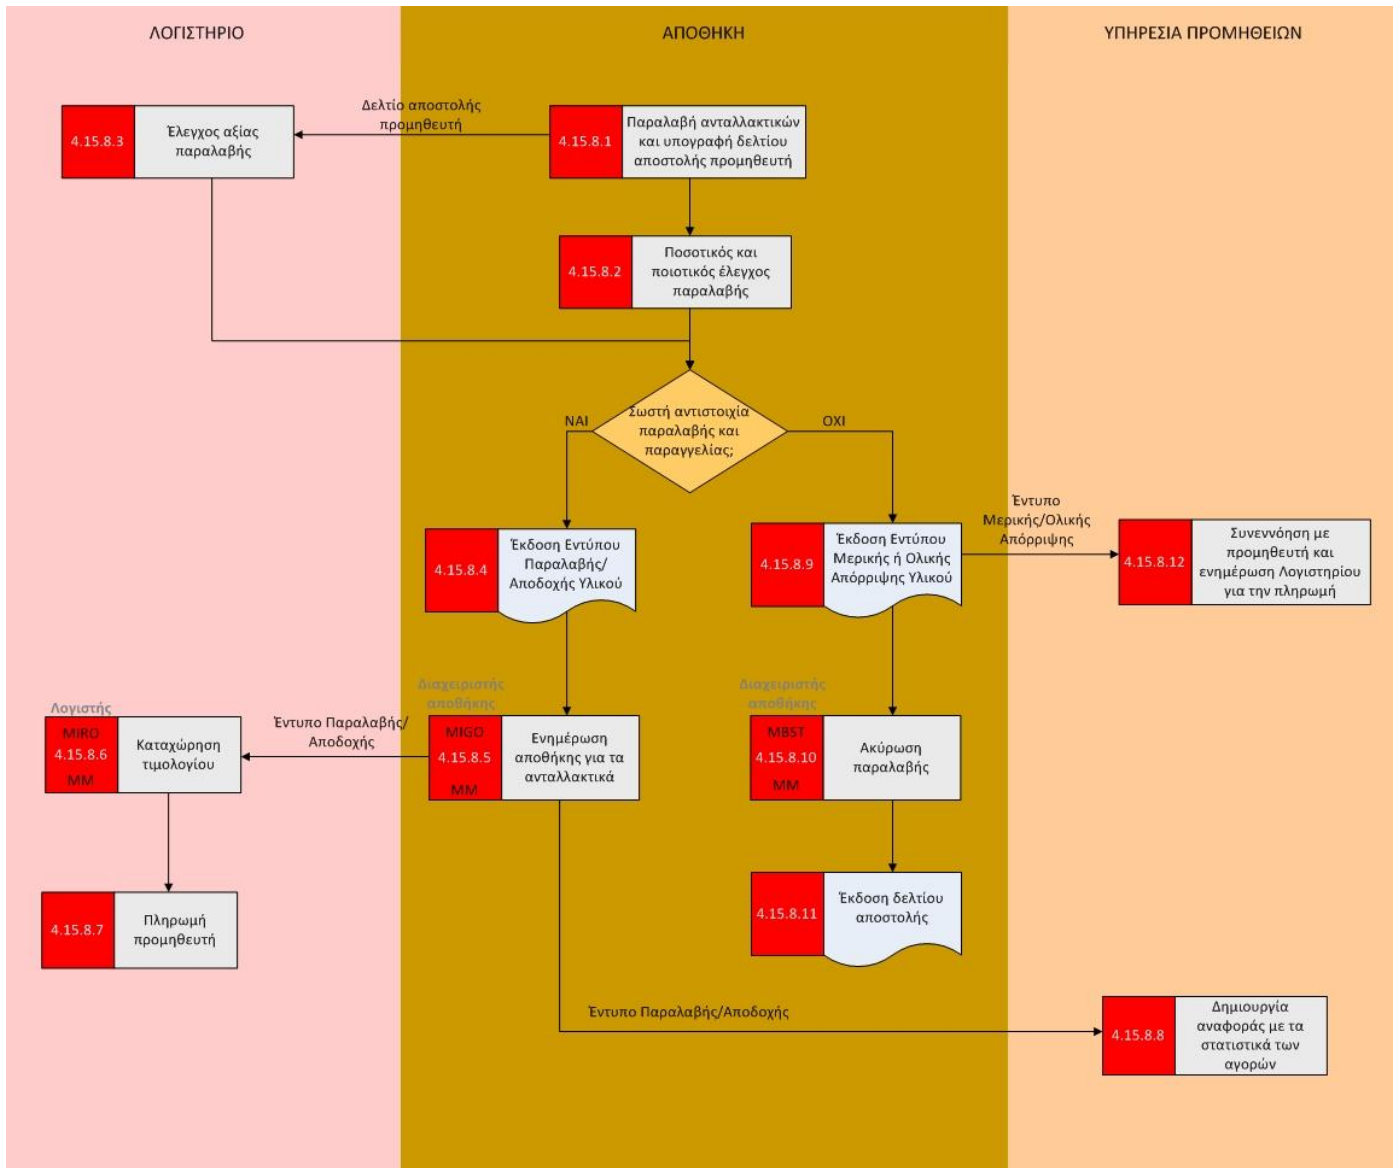 ΛΟΓΙΣΤΗΡΙΟ
ΑΠΟΘΗΚΗ
ΥΠΗΡΕΣΙΑ ΠΡΟΜΗΘΕΙΩΝ
4.15.8.3
Έλεγχος αξίας
παραλαβής
Δελτίο αποστολής
προμηθευτή
4.15.8.1
Παραλαβή ανταλλακτικών
και υπογραφή δελτίου
αποστολής προμηθευτή
4.15.8.2
Ποσοτικός και
ποιοτικός έλεγχος
παραλαβής
Σωστή αντιστοιχία
παραλαβής και
παραγγελίας;
ΝΑΙ
ΟΧΙ
4.15.8.4
Έκδοση Εντύπου
Παραλαβής/
Αποδοχής Υλικού
4.15.8.9
Έκδοση Εντύπου
Μερικής ή Ολικής
Απόρριψης Υλικού
Έντυπο
Μερικής/Ολικής
Απόρριψης
4.15.8.12
Συνεννόηση με
προμηθευτή και
ενημέρωση Λογιστηρίου
για την πληρωμή
Λογιστής
MIRO
4.15.8.6
MM
Καταχώρηση
τιμολογίου
Έντυπο Παραλαβής/
Αποδοχής
Διαχειριστής
αποθήκης
MIGO
4.15.8.5
MM
Ενημέρωση
αποθήκης για τα
ανταλλακτικά
Διαχειριστής
αποθήκης
MBST
4.15.8.10
MM
Ακύρωση
παραλαβής
4.15.8.7
Πληρωμή
προμηθευτή
4.15.8.11
Έκδοση δελτίου
αποστολής
Έντυπο Παραλαβής/Αποδοχής
4.15.8.8
Δημιουργία
αναφοράς με τα
στατιστικά των
αγορών